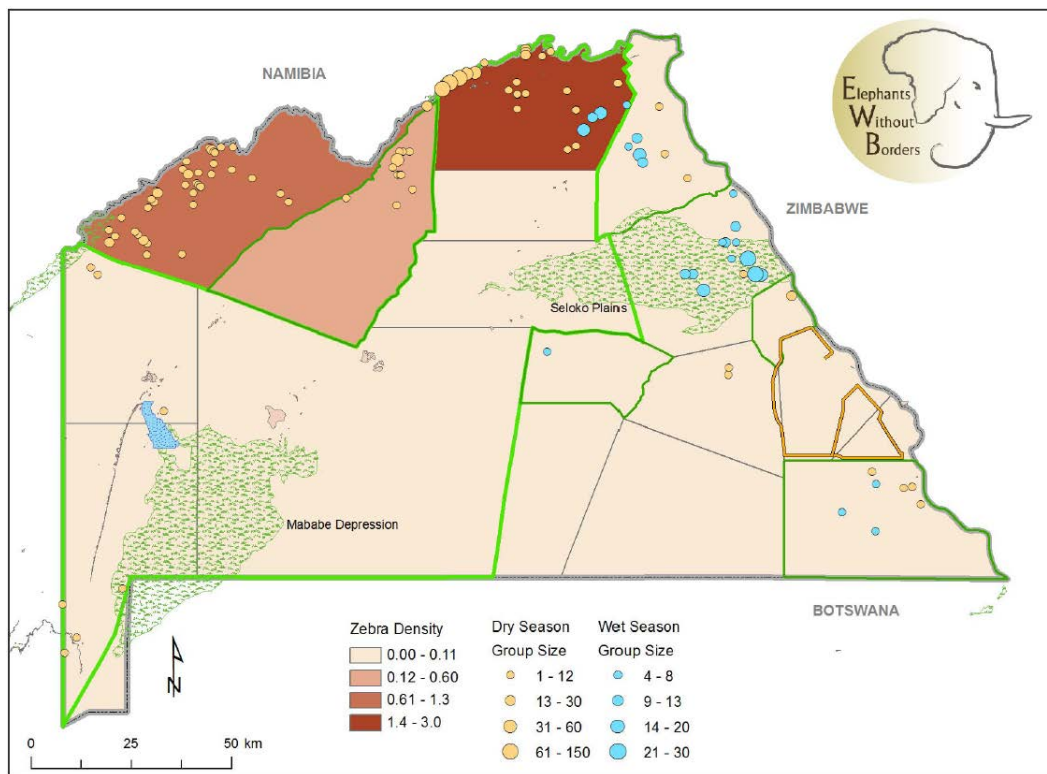 NAMIBIA
Elephants
Without
Borders
ZIMBABWE
Seloko Plains
Mababe Depression
BOTSWANA
Zebra Density
0.00 - 0.11
0.12 - 0.60
0.61 - 1.3
1.4 - 3.0
Dry Season
Group Size
1 - 12
13 - 30
31 - 60
61 - 150
Wet Season
Group Size
4 - 8
9 - 13
14 - 20
21 - 30
N
0 25 50 km